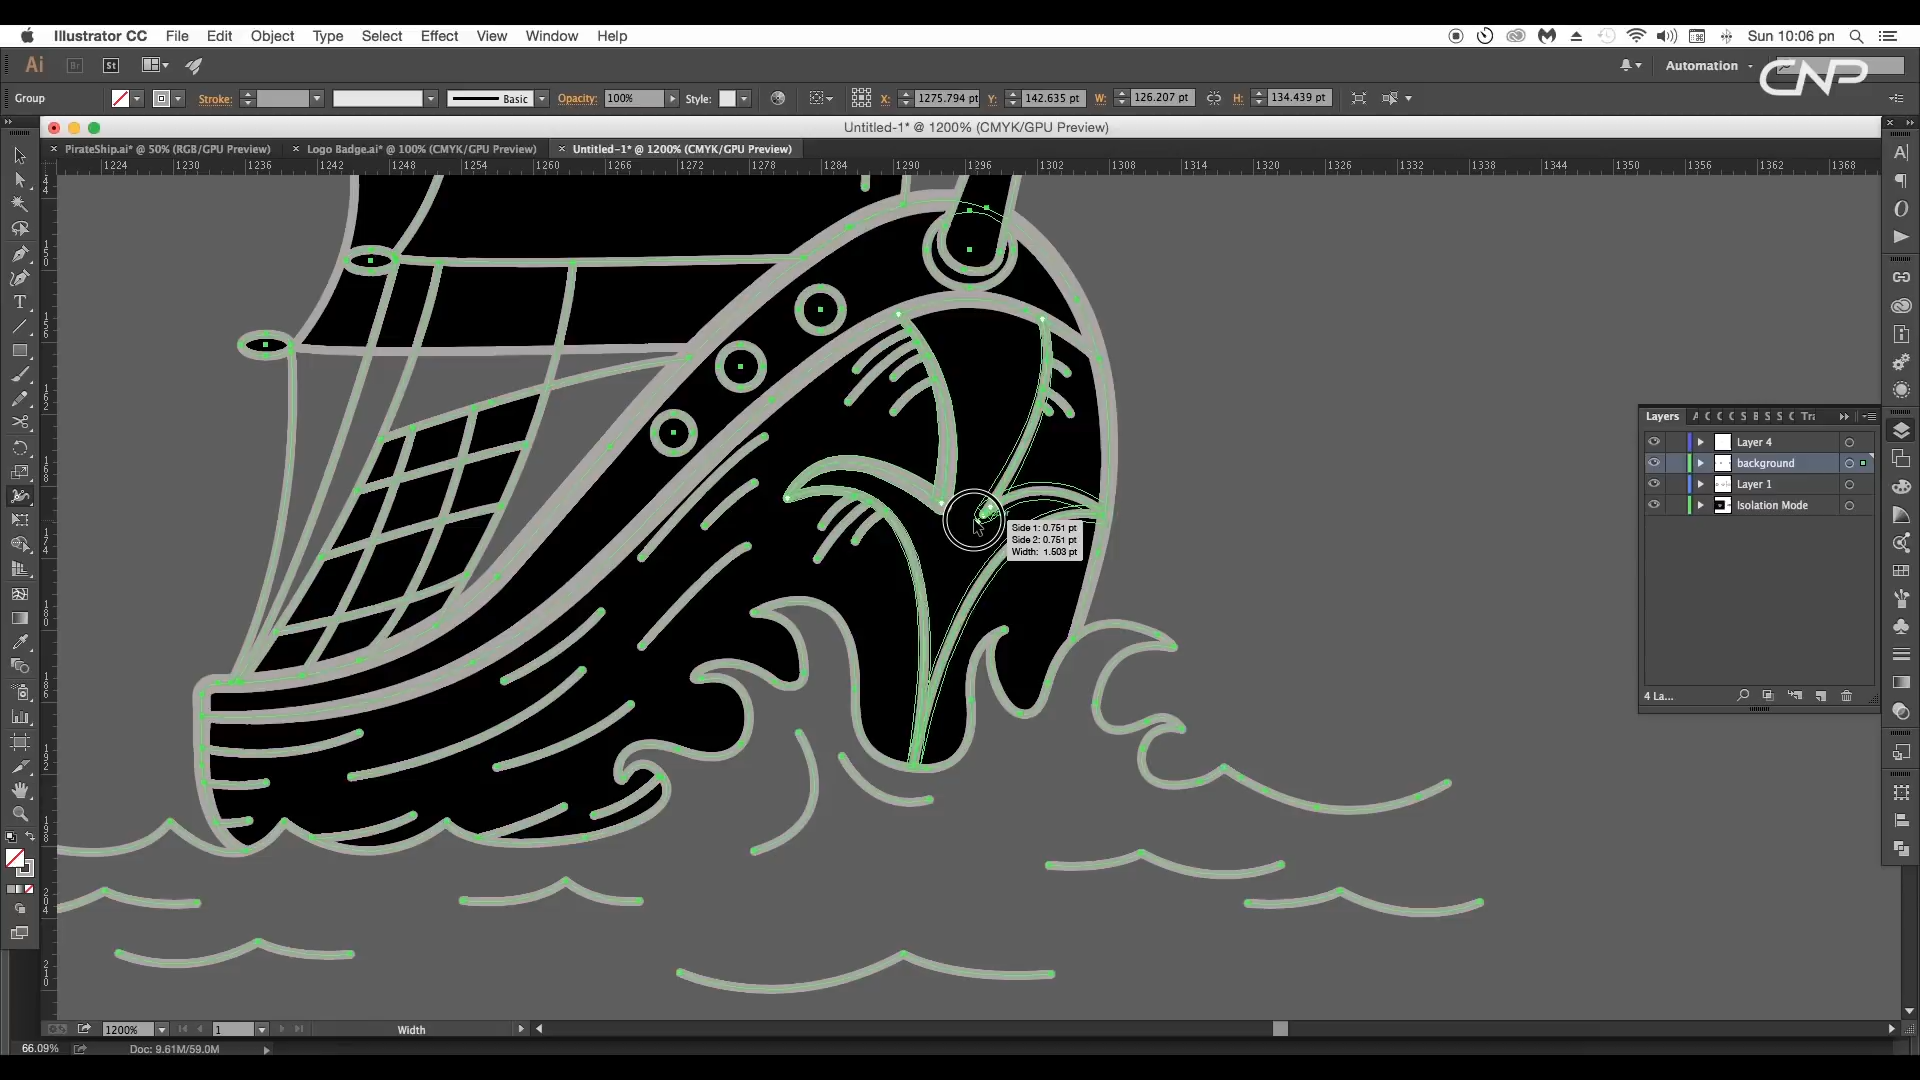 Illustrator CC File Edit Object Type Select Effect View Window Help Sun 10:06 pn
Ai Br St Automation CNP
Group Stroke: Basic Opacity: 100% Style: X: 1275.794 pt Y: 142.635 pt W: 126.207 pt H: 134.439 pt
Untitled-1* @ 1200% (CMYK/GPU Preview)
PirateShip.ai* @ 50% (RGB/GPU Preview) Logo Badge.ai* @ 100% (CMYK/GPU Preview) Untitled-1* @ 1200% (CMYK/GPU Preview)
1224 1230 1236 1242 1248 1254 1260 1266 1272 1278 1284 1290 1296 1302 1308 1314 1320 1326 1332 1338 1344 1350 1356 1362 1368
Layers A C C C S B S S C Tri
Layer 4
background
Layer 1
Isolation Mode
Side 1: 0.751 pt
Side 2: 0.751 pt
Width: 1.503 pt
4 La...
1200% 1 Width
66.09% Doc: 9.61M/59.0M